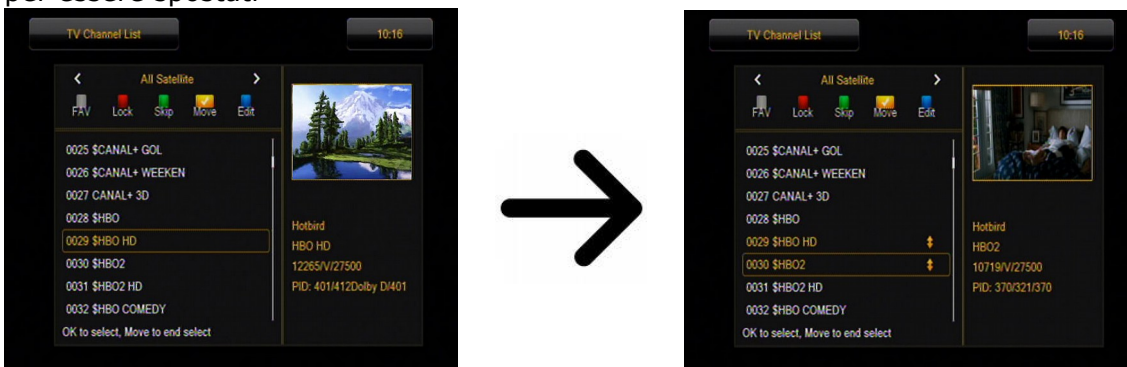 per essere spostati
TV Channel List
10:16
All Satellite
FAV Lock Skip Move Edit
0025 $CANAL+ GOL
0026 $CANAL+ WEEKEN
0027 CANAL+ 3D
0028 $HBO
0029 $HBO HD
0030 $HBO2
0031 $HBO2 HD
0032 $HBO COMEDY
OK to select, Move to end select
Hotbird
HBO HD
12265/V/27500
PID: 401/412Dolby D/401
TV Channel List
10:16
All Satellite
FAV Lock Skip Move Edit
0025 $CANAL+ GOL
0026 $CANAL+ WEEKEN
0027 CANAL+ 3D
0028 $HBO
0029 $HBO HD
0030 $HBO2
0031 $HBO2 HD
0032 $HBO COMEDY
OK to select, Move to end select
Hotbird
HBO2
10719/V/27500
PID: 370/321/370